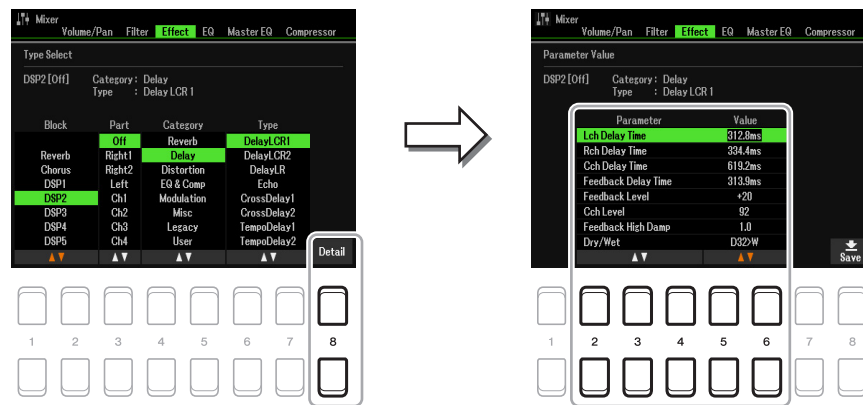 Mixer
Volume/Pan Filter Effect EQ Master EQ Compressor
Type Select
DSP2 [Off] Category : Delay
Type : Delay LCR 1
Block Part Category Type
Off Reverb DelayLCR1
Reverb Right1 Delay DelayLCR2
Chorus Right2 Distortion DelayLR
DSP1 Left EQ & Comp Echo
DSP2 Ch1 Modulation CrossDelay1
DSP3 Ch2 Misc CrossDelay2
DSP4 Ch3 Legacy TempoDelay1
DSP5 Ch4 User TempoDelay2
Detail
1 2 3 4 5 6 7 8
Mixer
Volume/Pan Filter Effect EQ Master EQ Compressor
Parameter Value
DSP2 [Off] Category : Delay
Type : Delay LCR 1
Parameter Value
Lch Delay Time 312.8ms
Rch Delay Time 334.4ms
Cch Delay Time 619.2ms
Feedback Delay Time 313.9ms
Feedback Level +20
Cch Level 92
Feedback High Damp 1.0
Dry/Wet D32>W
Save
1 2 3 4 5 6 7 8